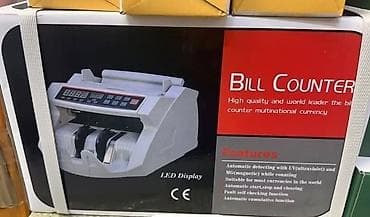 BILL COUNTER
High quality and world leader the bil
counter multinational currency
LED Display
CE
Features
Automatic detecting with UV(ultraviolet) and
MG(magnetic) while counting
Suitable for most currencies in the world
Automatic start,stop and clearing
Fault self-checking function
Automatic cumulative function